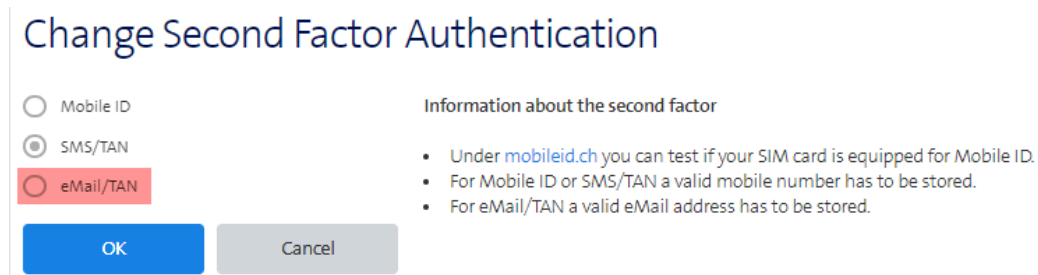 Change Second Factor Authentication
Mobile ID
SMS/TAN
eMail/TAN
OK
Cancel
Information about the second factor
Under mobileid.ch you can test if your SIM card is equipped for Mobile ID.
For Mobile ID or SMS/TAN a valid mobile number has to be stored.
For eMail/TAN a valid eMail address has to be stored.